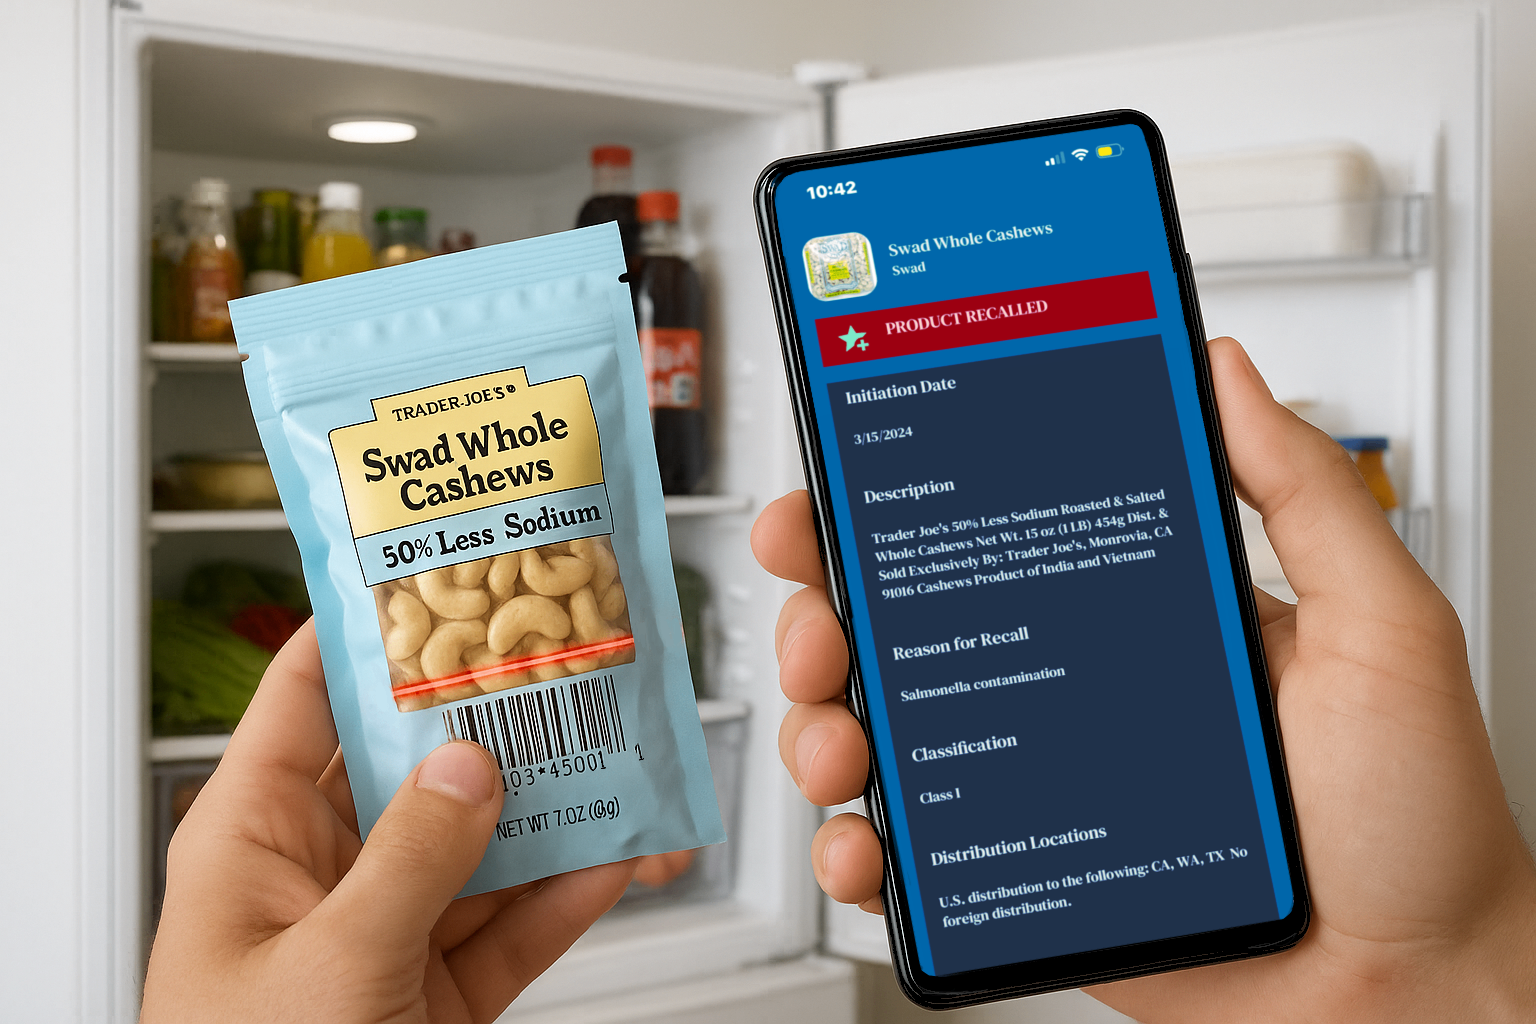 TRADER-JOE'S
Swad Whole
Cashews
50% Less Sodium
103*45001 1
NET WT 7.OZ
10:42
Swad Whole Cashews
Swad
PRODUCT RECALLED
Initiation Date
3/15/2024
Description
Trader Joe's 50% Less Sodium Roasted & Salted
Whole Cashews Net Wt. 15 oz (1 LB) 454g Dist. &
Sold Exclusively By: Trader Joe's, Monrovia, CA
91016 Cashews Product of India and Vietnam
Reason for Recall
Salmonella contamination
Classification
Class I
Distribution Locations
U.S. distribution to the following: CA, WA, TX No
foreign distribution.